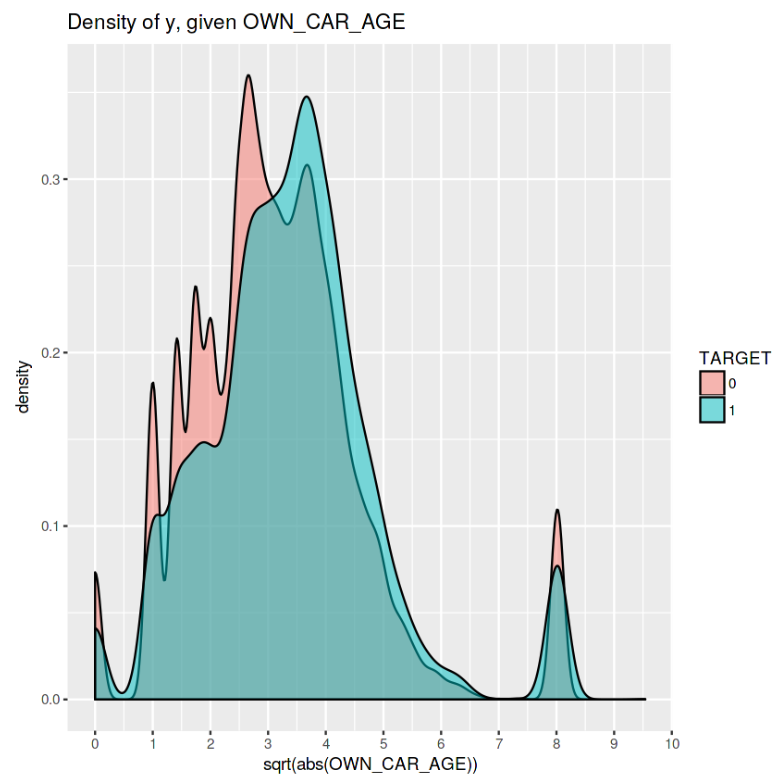 Density of y, given OWN_CAR_AGE
density
0.3
0.2
0.1
0.0
0 1 2 3 4 5 6 7 8 9 10
sqrt(abs(OWN_CAR_AGE))
TARGET
0
1